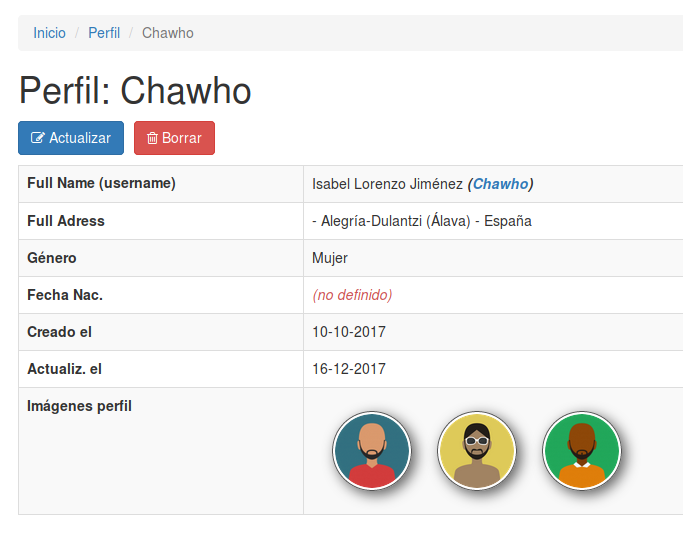 Inicio / Perfil / Chawho
Perfil: Chawho
Actualizar Borrar
Full Name (username) Isabel Lorenzo Jiménez (Chawho)
Full Adress - Alegría-Dulantzi (Álava) - España
Género Mujer
Fecha Nac. (no definido)
Creado el 10-10-2017
Actualiz. el 16-12-2017
Imágenes perfil